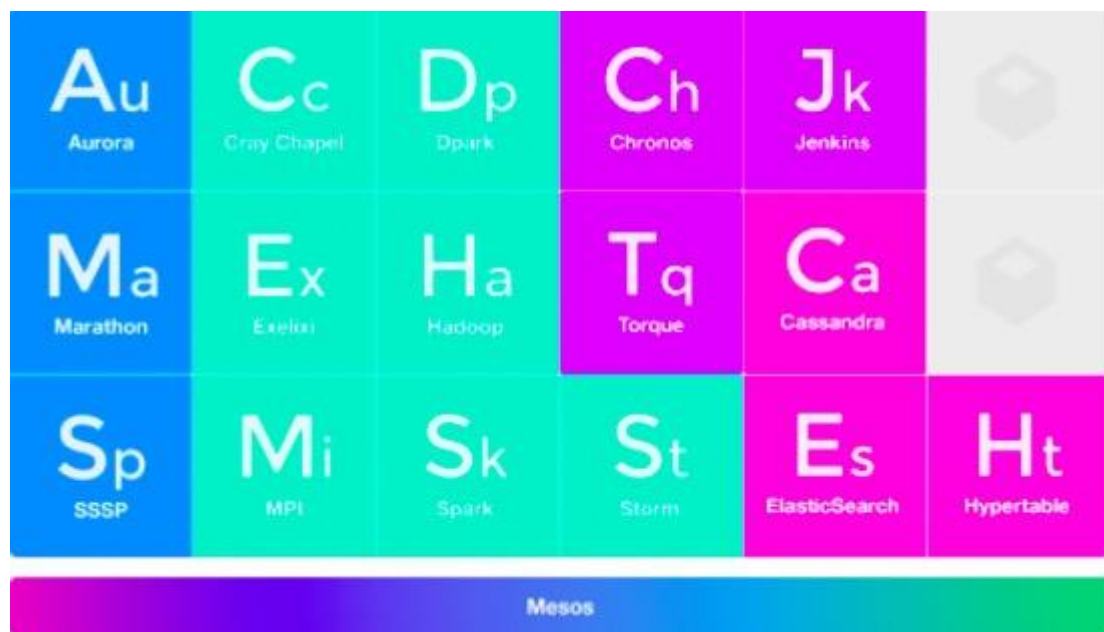 Au Cc Dp Ch Jk
Aurora Cray Chapel Dpark Chronos Jenkins
Ma Ex Ha Tq Ca
Marathon Exelixi Hadoop Torque Cassandra
Sp Mi Sk St Es Ht
SSSP MPI Spark Storm ElasticSearch Hypertable
Mesos